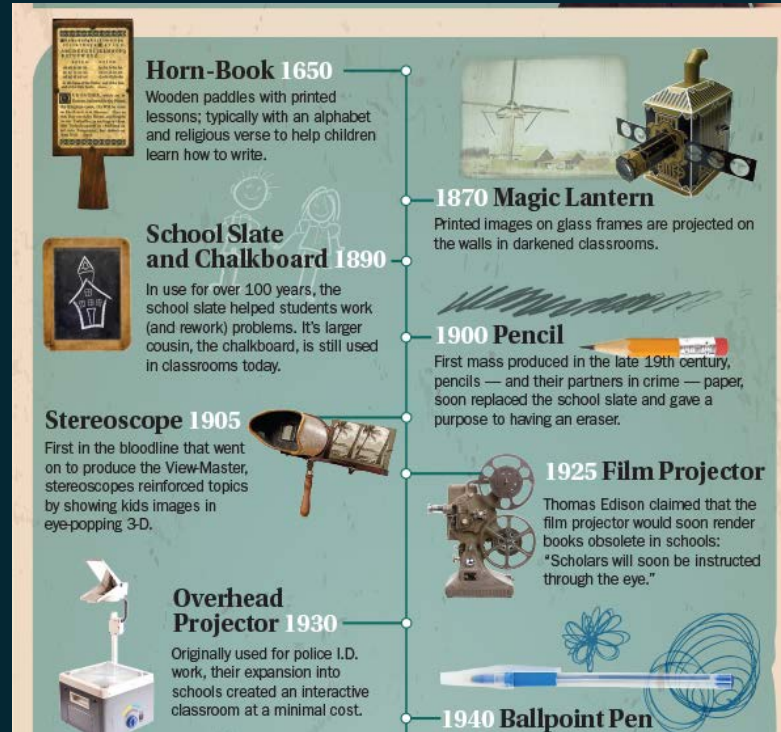 Horn-Book 1650
Wooden paddles with printed
lessons; typically with an alphabet
and religious verse to help children
learn how to write.
1870 Magic Lantern
Printed images on glass frames are projected on
the walls in darkened classrooms.
School Slate
and Chalkboard 1890
In use for over 100 years, the
school slate helped students work
(and rework) problems. It's larger
cousin, the chalkboard, is still used
in classrooms today.
1900 Pencil
First mass produced in the late 19th century,
pencils — and their partners in crime — paper,
soon replaced the school slate and gave a
purpose to having an eraser.
Stereoscope 1905
First in the bloodline that went
on to produce the View-Master,
stereoscopes reinforced topics
by showing kids images in
eye-popping 3-D.
1925 Film Projector
Thomas Edison claimed that the
film projector would soon render
books obsolete in schools:
"Scholars will soon be instructed
through the eye."
Overhead
Projector 1930
Originally used for police I.D.
work, their expansion into
schools created an interactive
classroom at a minimal cost.
1940 Ballpoint Pen